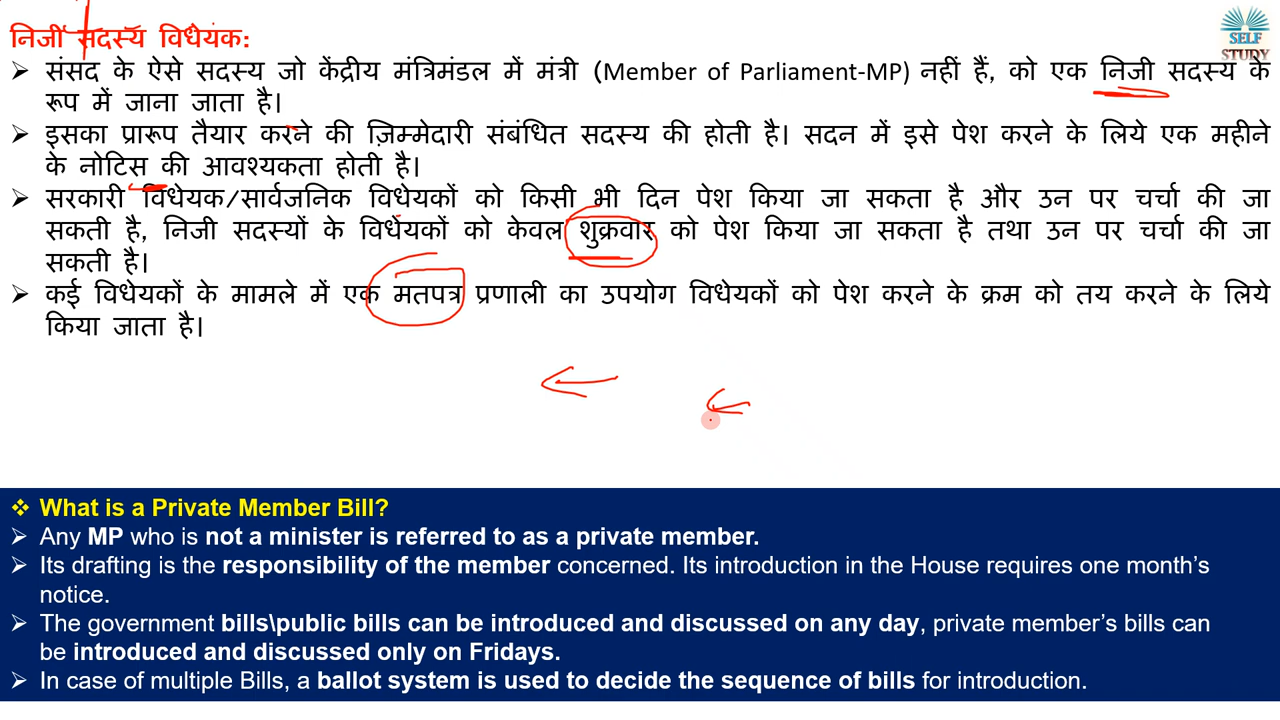 निजी सदस्य विधेयक:
SELF
STUDY
➢ संसद के ऐसे सदस्य जो केंद्रीय मंत्रिमंडल में मंत्री (Member of Parliament-MP) नहीं हैं, को एक निजी सदस्य के
रूप में जाना जाता है।
➢ इसका प्रारूप तैयार करने की ज़िम्मेदारी संबंधित सदस्य की होती है। सदन में इसे पेश करने के लिये एक महीने
के नोटिस की आवश्यकता होती है।
➢ सरकारी विधेयक/सार्वजनिक विधेयकों को किसी भी दिन पेश किया जा सकता है और उन पर चर्चा की जा
सकती है, निजी सदस्यों के विधेयकों को केवल शुक्रवार को पेश किया जा सकता है तथा उन पर चर्चा की जा
सकती है।
➢ कई विधेयकों के मामले में एक मतपत्र प्रणाली का उपयोग विधेयकों को पेश करने के क्रम को तय करने के लिये
किया जाता है।
❖ What is a Private Member Bill?
➢ Any MP who is not a minister is referred to as a private member.
➢ Its drafting is the responsibility of the member concerned. Its introduction in the House requires one month’s
notice.
➢ The government bills\public bills can be introduced and discussed on any day, private member’s bills can
be introduced and discussed only on Fridays.
➢ In case of multiple Bills, a ballot system is used to decide the sequence of bills for introduction.